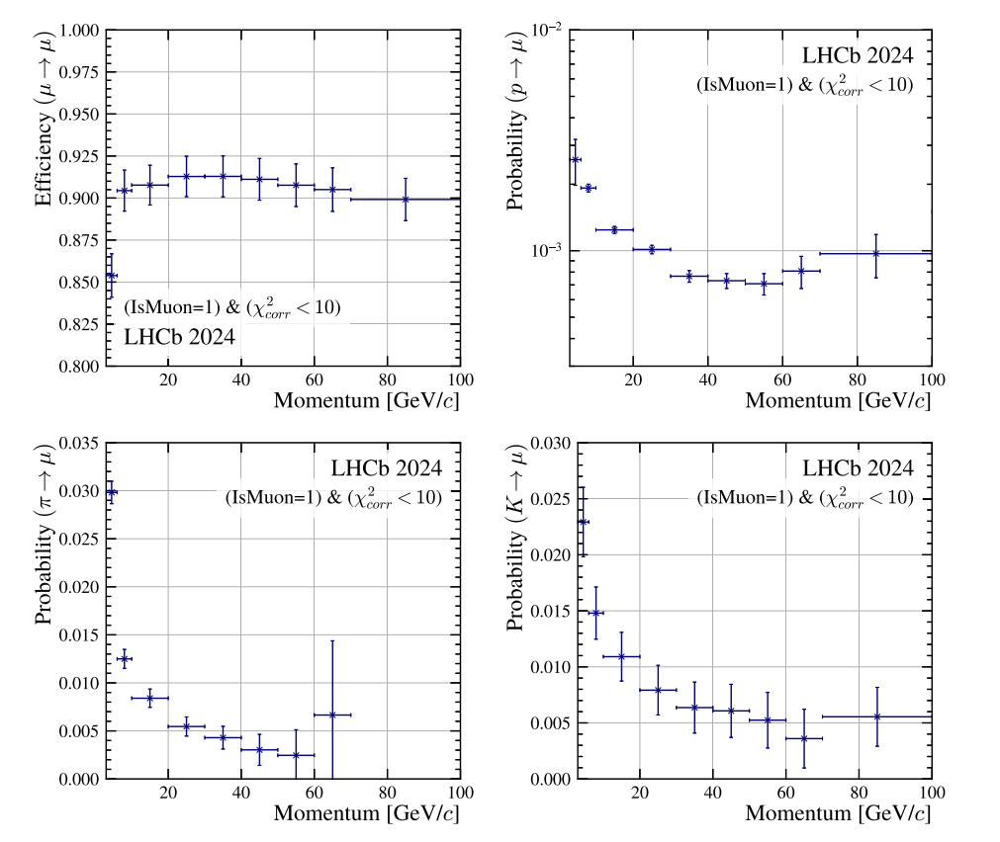 1.000
0.975
0.950
0.925
0.900
0.875
0.850
0.825
0.800
Efficiency (μ → μ)
(IsMuon=1) & (χ²_corr < 10)
LHCb 2024
20 40 60 80 100
Momentum [GeV/c]
10⁻²
10⁻³
Probability (p → μ)
LHCb 2024
(IsMuon=1) & (χ²_corr < 10)
20 40 60 80 100
Momentum [GeV/c]
0.035
0.030
0.025
0.020
0.015
0.010
0.005
0.000
Probability (π → μ)
LHCb 2024
(IsMuon=1) & (χ²_corr < 10)
20 40 60 80 100
Momentum [GeV/c]
0.030
0.025
0.020
0.015
0.010
0.005
0.000
Probability (K → μ)
LHCb 2024
(IsMuon=1) & (χ²_corr < 10)
20 40 60 80 100
Momentum [GeV/c]